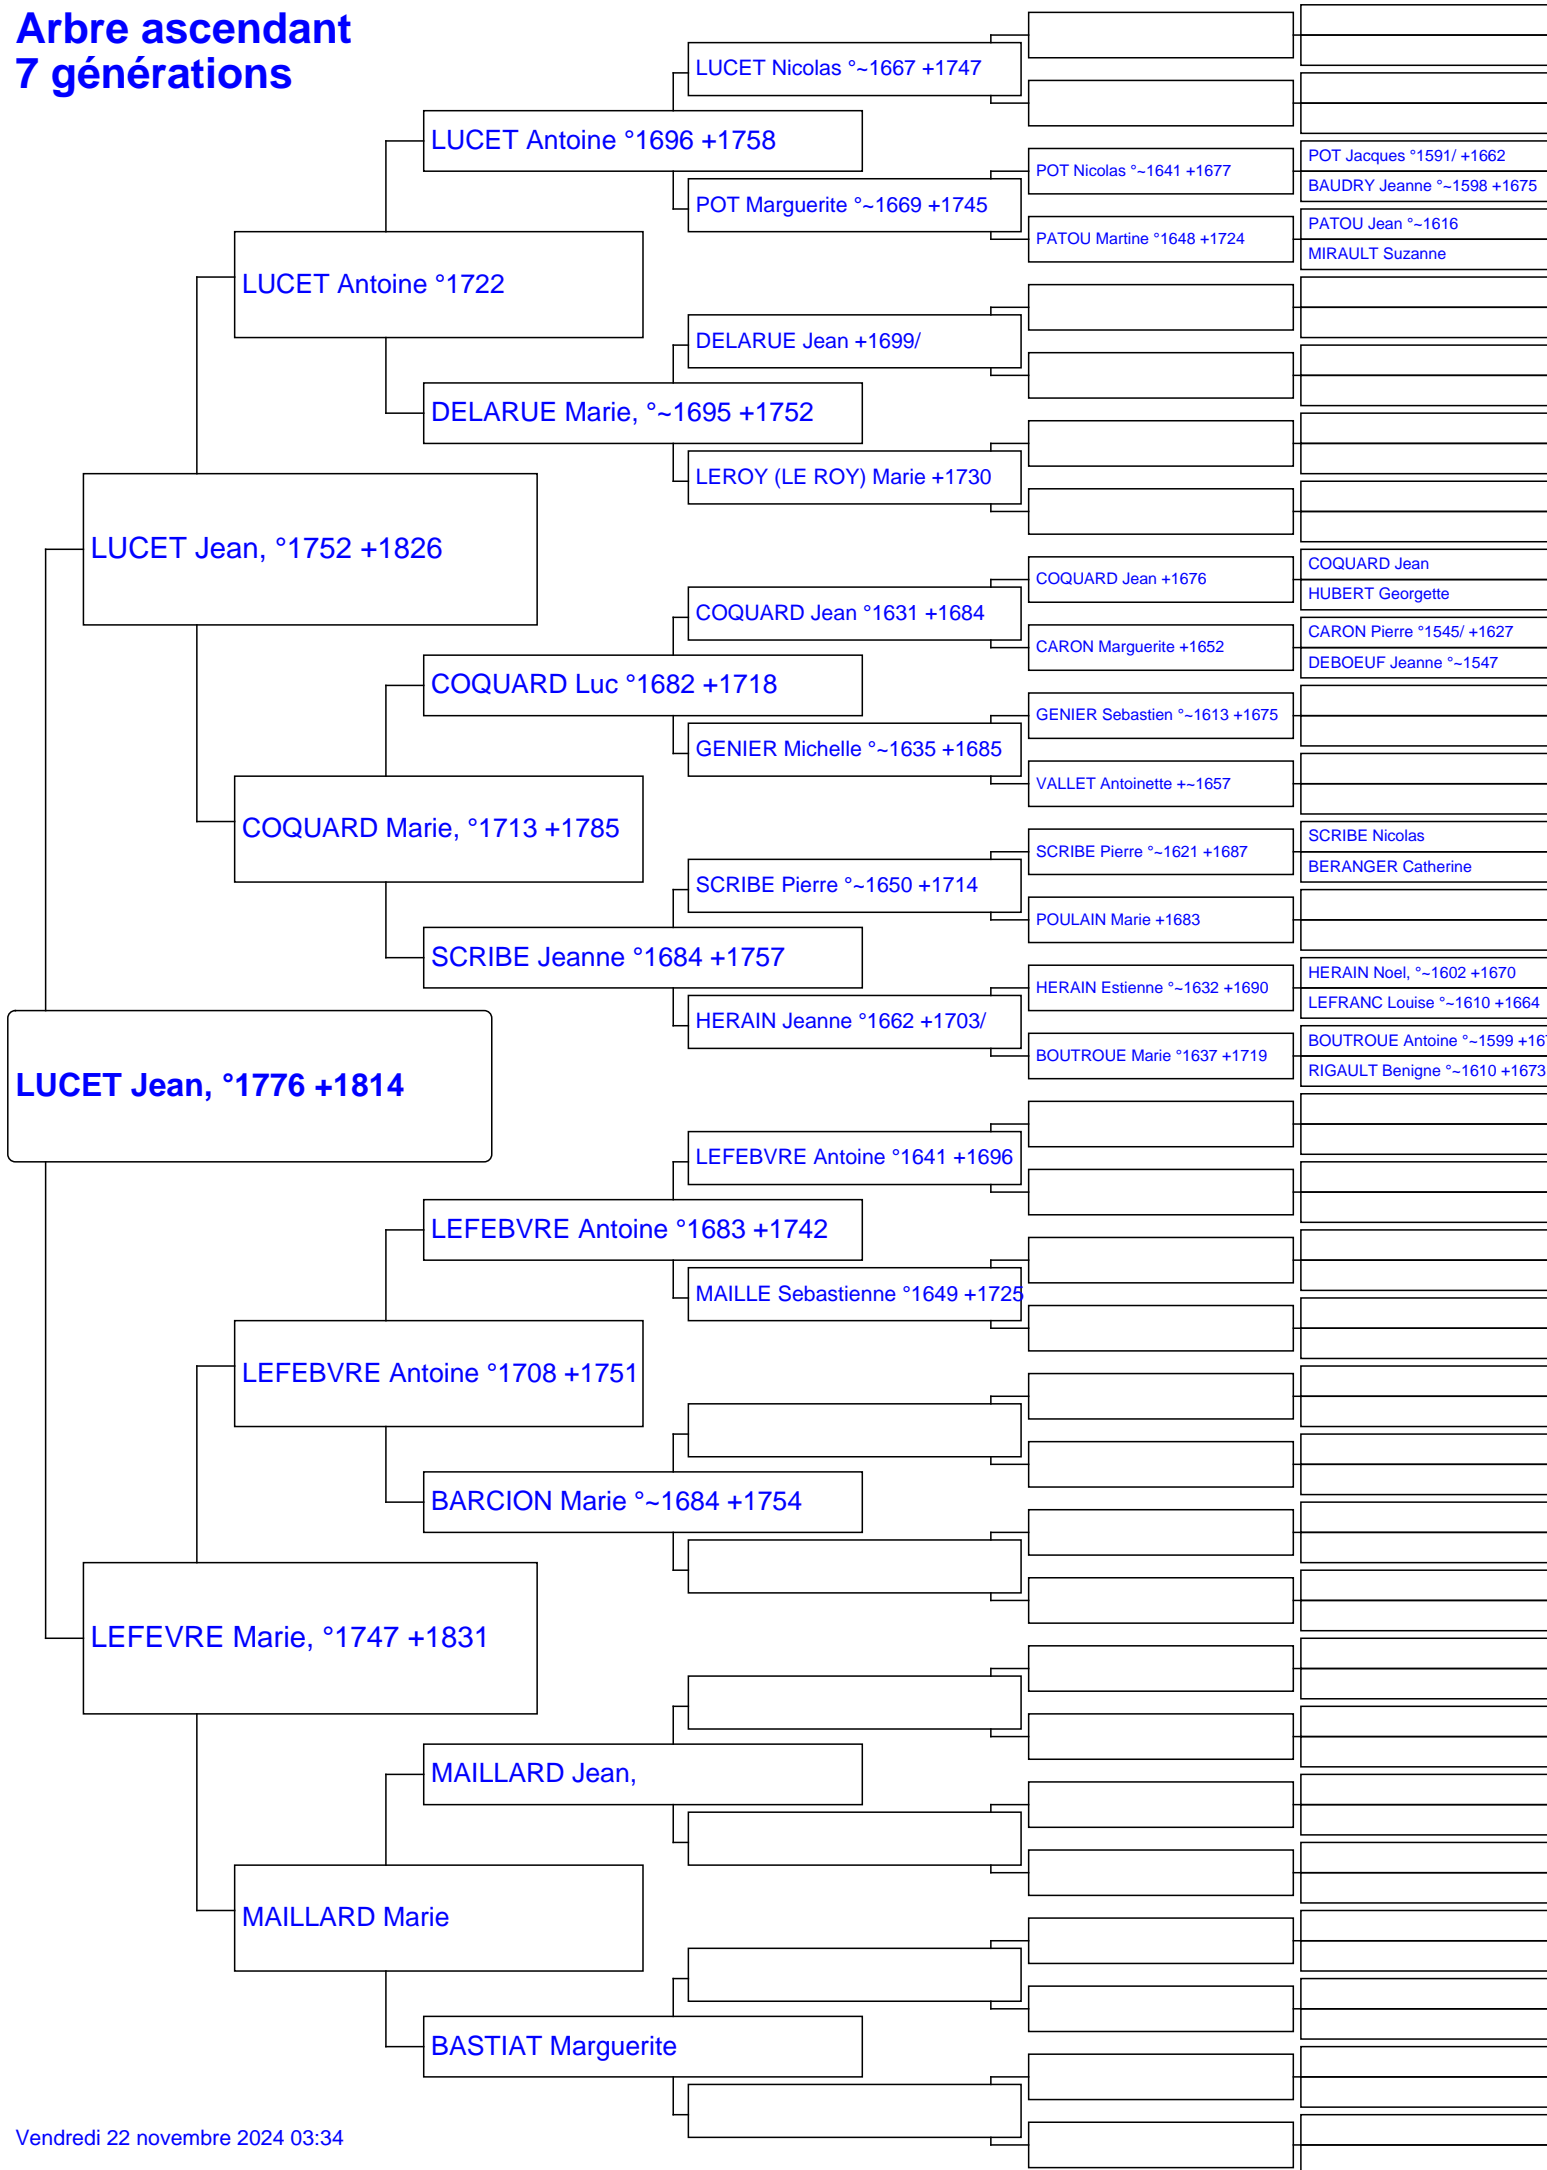 Arbre ascendant
7 générations
LUCET Nicolas °~1667 +1747
LUCET Antoine °1696 +1758
POT Jacques °1591/ +1662
POT Nicolas °~1641 +1677
BAUDRY Jeanne °~1598 +1675
POT Marguerite °~1669 +1745
PATOU Jean °~1616
PATOU Martine °1648 +1724
MIRAULT Suzanne
LUCET Antoine °1722
DELARUE Jean +1699/
DELARUE Marie, °~1695 +1752
LEROY (LE ROY) Marie +1730
LUCET Jean, °1752 +1826
COQUARD Jean
COQUARD Jean +1676
HUBERT Georgette
COQUARD Jean °1631 +1684
CARON Pierre °1545/ +1627
CARON Marguerite +1652
DEBOEUF Jeanne °~1547
COQUARD Luc °1682 +1718
GENIER Sebastien °~1613 +1675
GENIER Michelle °~1635 +1685
VALLET Antoinette +~1657
COQUARD Marie, °1713 +1785
SCRIBE Nicolas
SCRIBE Pierre °~1621 +1687
BERANGER Catherine
SCRIBE Pierre °~1650 +1714
POULAIN Marie +1683
SCRIBE Jeanne °1684 +1757
HERAIN Noel, °~1602 +1670
HERAIN Estienne °~1632 +1690
LEFRANC Louise °~1610 +1664
HERAIN Jeanne °1662 +1703/
BOUTROUE Antoine °~1599 +16
BOUTROUE Marie °1637 +1719
RIGAULT Benigne °~1610 +1673
LUCET Jean, °1776 +1814
LEFEBVRE Antoine °1641 +1696
LEFEBVRE Antoine °1683 +1742
MAILLE Sebastienne °1649 +1725
LEFEBVRE Antoine °1708 +1751
BARCION Marie °~1684 +1754
LEFEVRE Marie, °1747 +1831
MAILLARD Jean,
MAILLARD Marie
BASTIAT Marguerite
Vendredi 22 novembre 2024 03:34